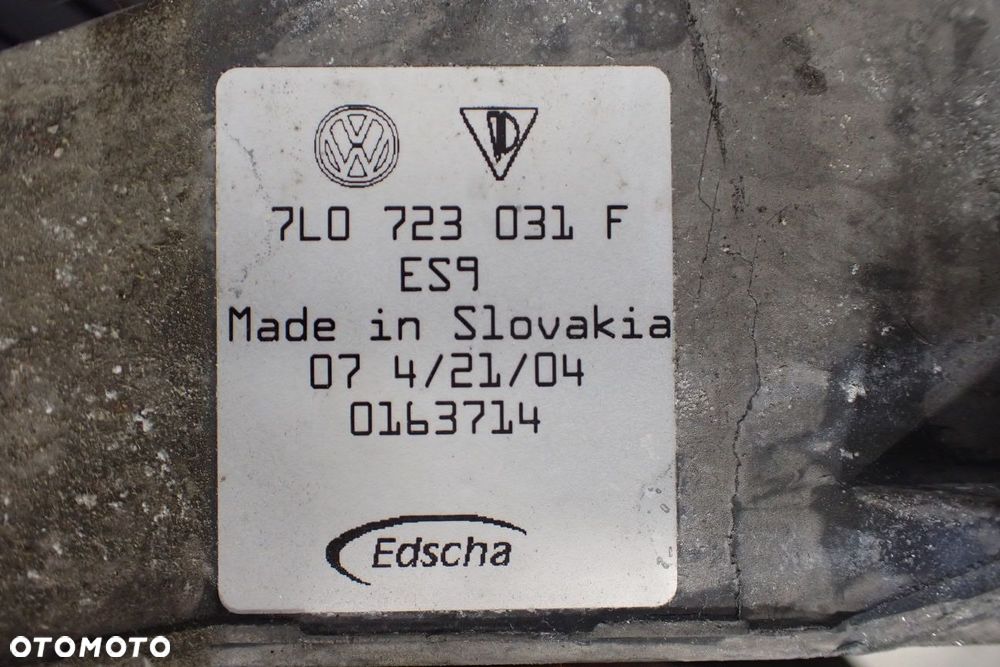 7L0 723 031 F
ES9
Made in Slovakia
07 4/21/04
0163714
Edscha
OTOMOTO